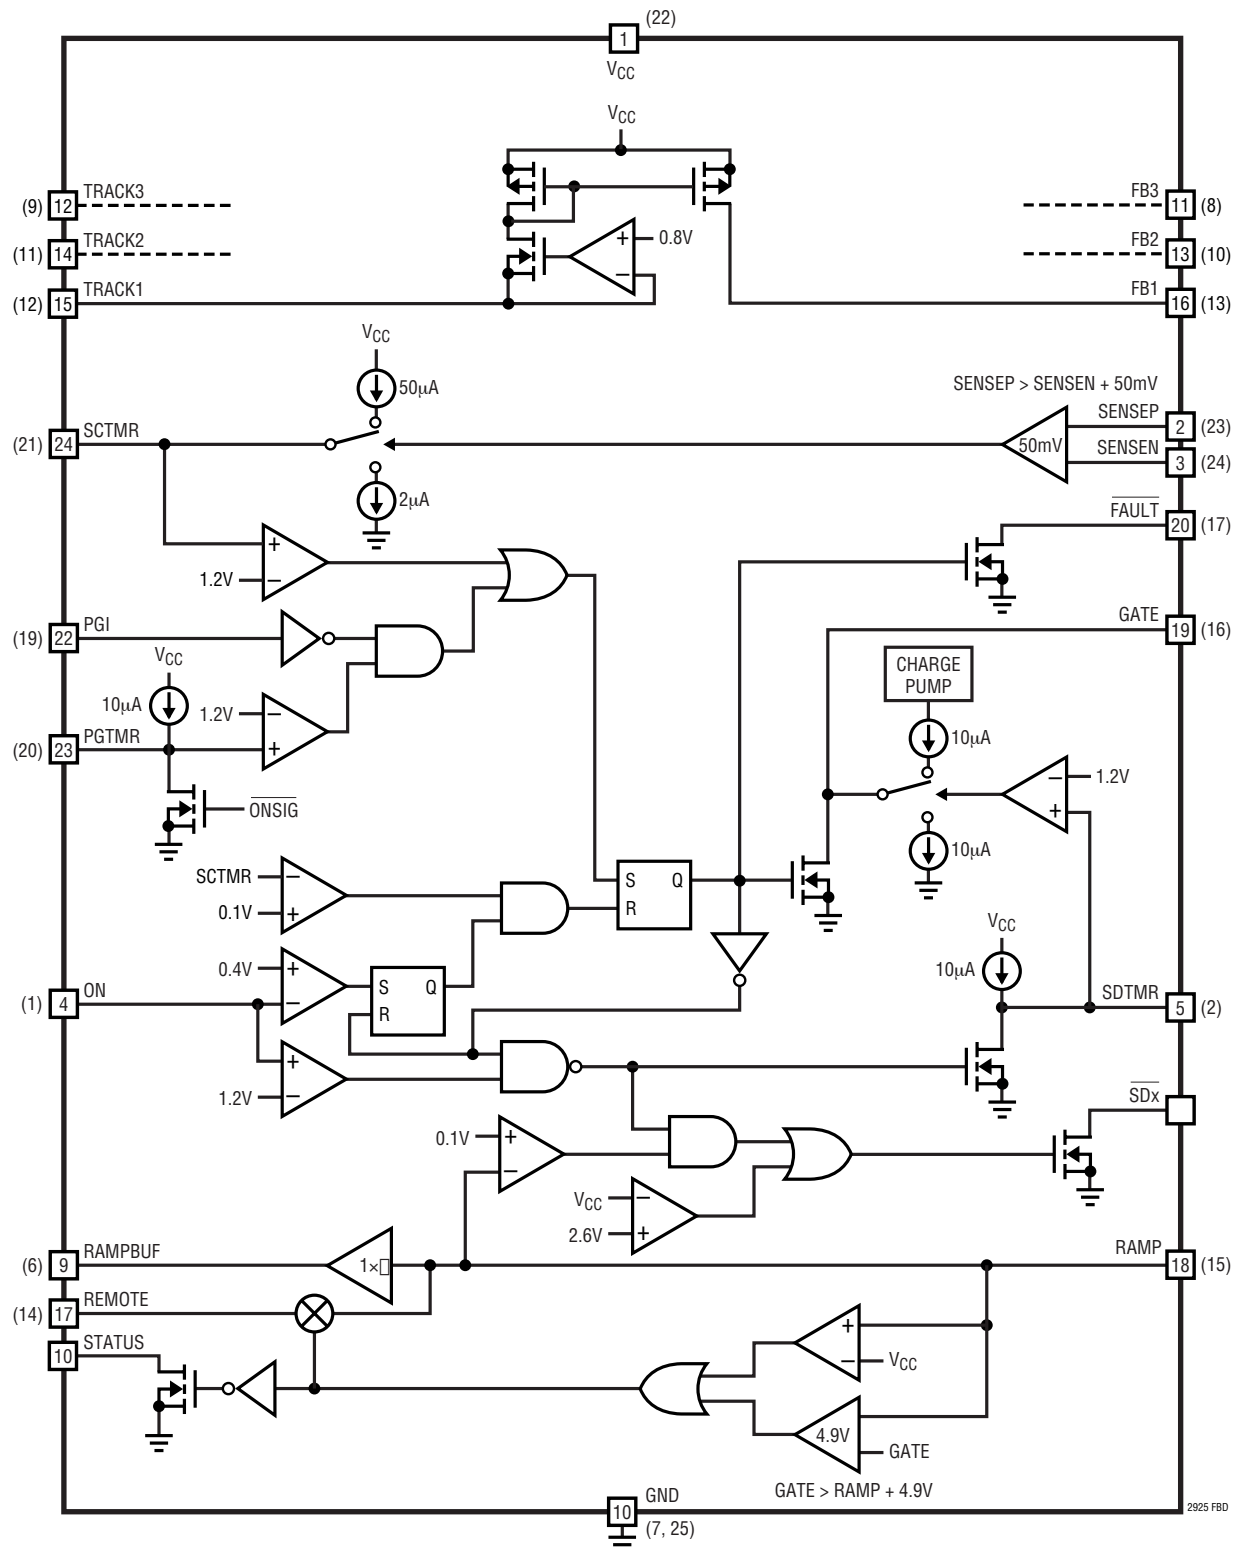 (22)
1
VCC
VCC
(9) 12 TRACK3
FB3 11 (8)
(11) 14 TRACK2
FB2 13 (10)
+ 0.8V
–
(12) 15 TRACK1
FB1 16 (13)
VCC
50µA
SENSEP > SENSEN + 50mV
SENSEP 2 (23)
(21) 24 SCTMR
50mV
SENSEN 3 (24)
2µA
FAULT 20 (17)
+
1.2V –
GATE 19 (16)
(19) 22 PGI
VCC
CHARGE
PUMP
10µA
1.2V –
+
10µA
(20) 23 PGTMR
– 1.2V
+
ONSIG
10µA
SCTMR –
0.1V +
S Q
R
VCC
0.4V +
–
10µA
S Q
R
(1) 4 ON
SDTMR 5 (2)
+
1.2V –
SDx
0.1V +
–
VCC –
2.6V +
(6) 9 RAMPBUF
1×▯
RAMP 18 (15)
(14) 17 REMOTE
10 STATUS
+
– VCC
4.9V
GATE
GATE > RAMP + 4.9V
GND
10
(7, 25)
2925 FBD